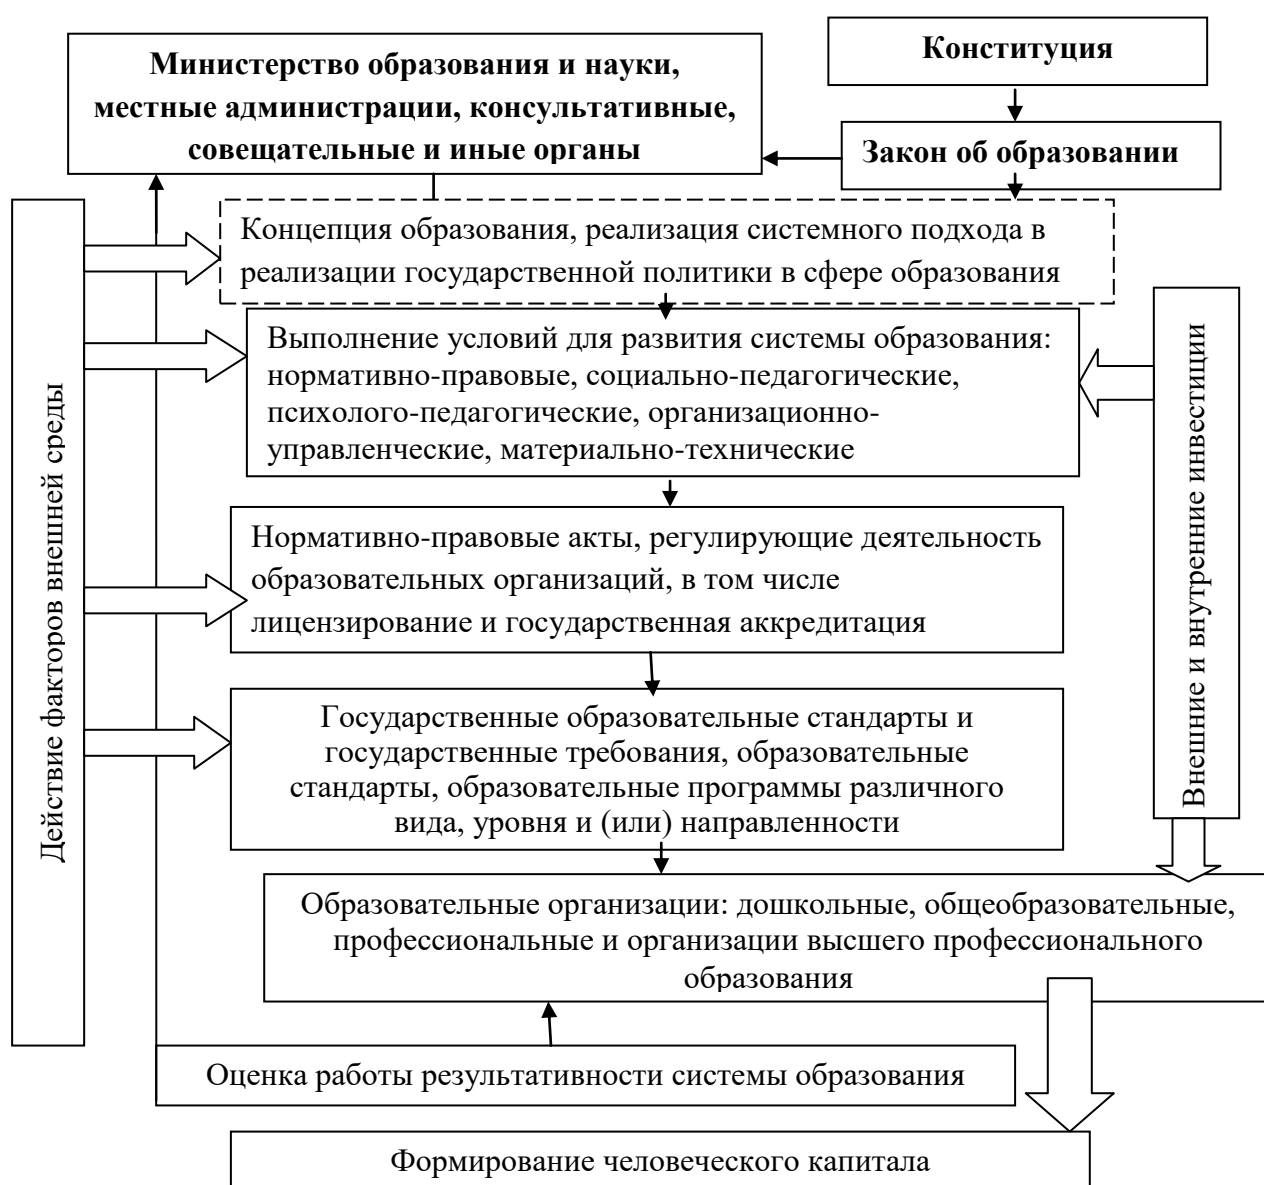 Конституция
Министерство образования и науки,
местные администрации, консультативные,
совещательные и иные органы
Закон об образовании
Концепция образования, реализация системного подхода в
реализации государственной политики в сфере образования
Действие факторов внешней среды
Выполнение условий для развития системы образования:
нормативно-правовые, социально-педагогические,
психолого-педагогические, организационно-
управленческие, материально-технические
Внешние и внутренние инвестиции
Нормативно-правовые акты, регулирующие деятельность
образовательных организаций, в том числе
лицензирование и государственная аккредитация
Государственные образовательные стандарты и
государственные требования, образовательные
стандарты, образовательные программы различного
вида, уровня и (или) направленности
Образовательные организации: дошкольные, общеобразовательные,
профессиональные и организации высшего профессионального
образования
Оценка работы результативности системы образования
Формирование человеческого капитала